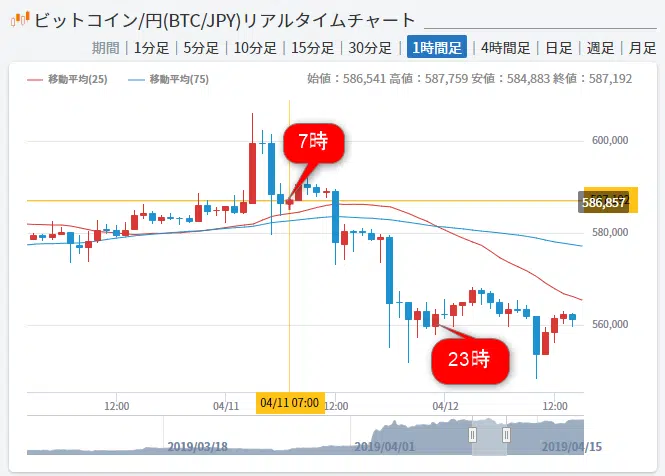 ビットコイン/円(BTC/JPY)リアルタイムチャート
期間 | 1分足 | 5分足 | 10分足 | 15分足 | 30分足 | 1時間足 | 4時間足 | 日足 | 週足 | 月足
移動平均(25) 移動平均(75) 始値:586,541 高値:587,759 安値:584,883 終値:587,192
7時
600,000
586,857
580,000
560,000
23時
12:00 04/11 04/11 07:00 12:00 04/12 12:00
2019/03/18 2019/04/01 2019/04/15